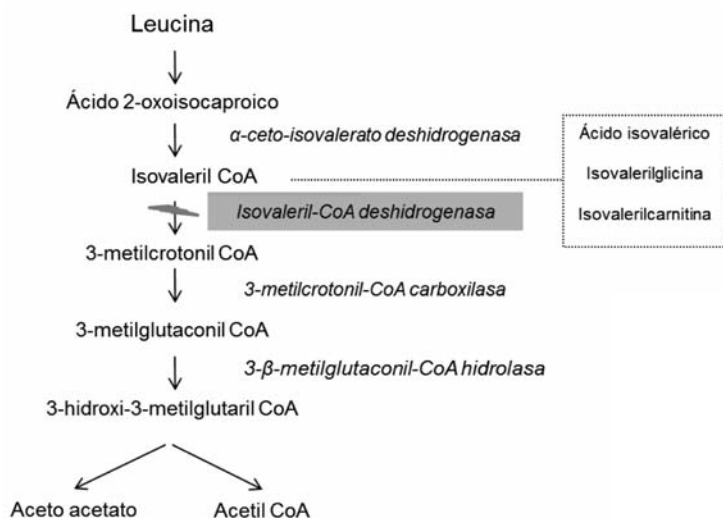 Leucina
Ácido 2-oxoisocaproico
α-ceto-isovalerato deshidrogenasa
Isovaleril CoA
Ácido isovalérico
Isovalerilglicina
Isovalerilcarnitina
Isovaleril-CoA deshidrogenasa
3-metilcrotonil CoA
3-metilcrotonil-CoA carboxilasa
3-metilglutaconil CoA
3-β-metilglutaconil-CoA hidrolasa
3-hidroxi-3-metilglutaril CoA
Aceto acetato
Acetil CoA